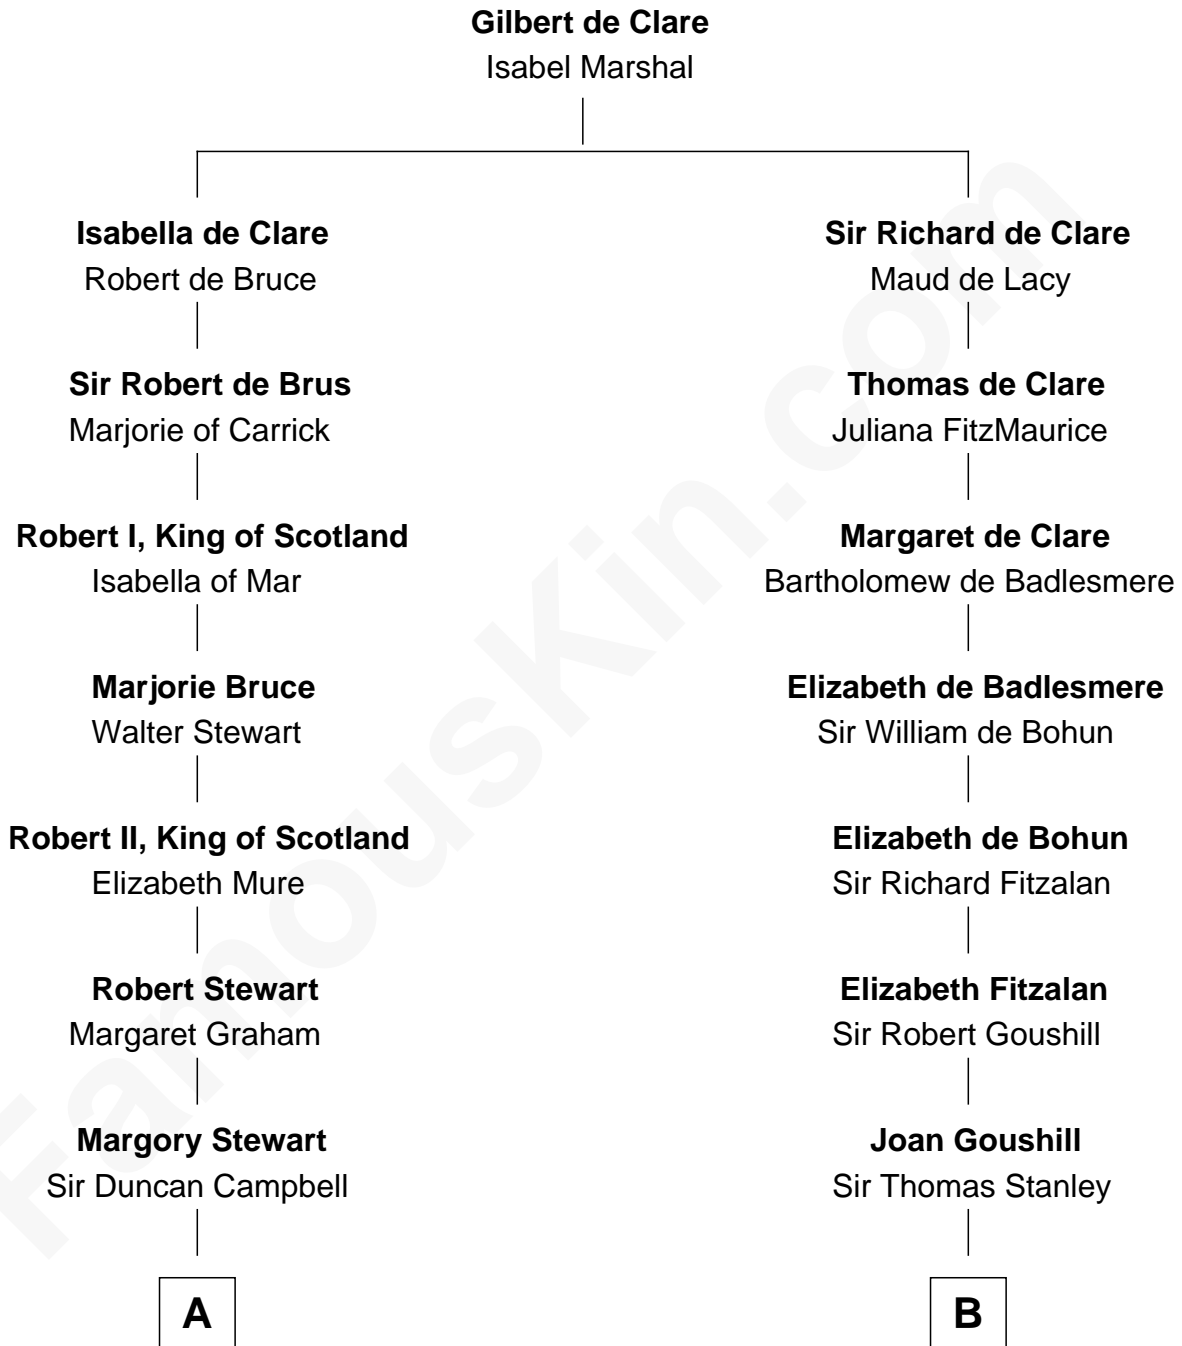 Gilbert de Clare
Isabel Marshal
Isabella de Clare
Robert de Bruce
Sir Richard de Clare
Maud de Lacy
Sir Robert de Brus
Marjorie of Carrick
Thomas de Clare
Juliana FitzMaurice
Robert I, King of Scotland
Isabella of Mar
Margaret de Clare
Bartholomew de Badlesmere
Marjorie Bruce
Walter Stewart
Elizabeth de Badlesmere
Sir William de Bohun
Robert II, King of Scotland
Elizabeth Mure
Elizabeth de Bohun
Sir Richard Fitzalan
Robert Stewart
Margaret Graham
Elizabeth Fitzalan
Sir Robert Goushill
Margory Stewart
Sir Duncan Campbell
Joan Goushill
Sir Thomas Stanley
A
B
FamousKin.com